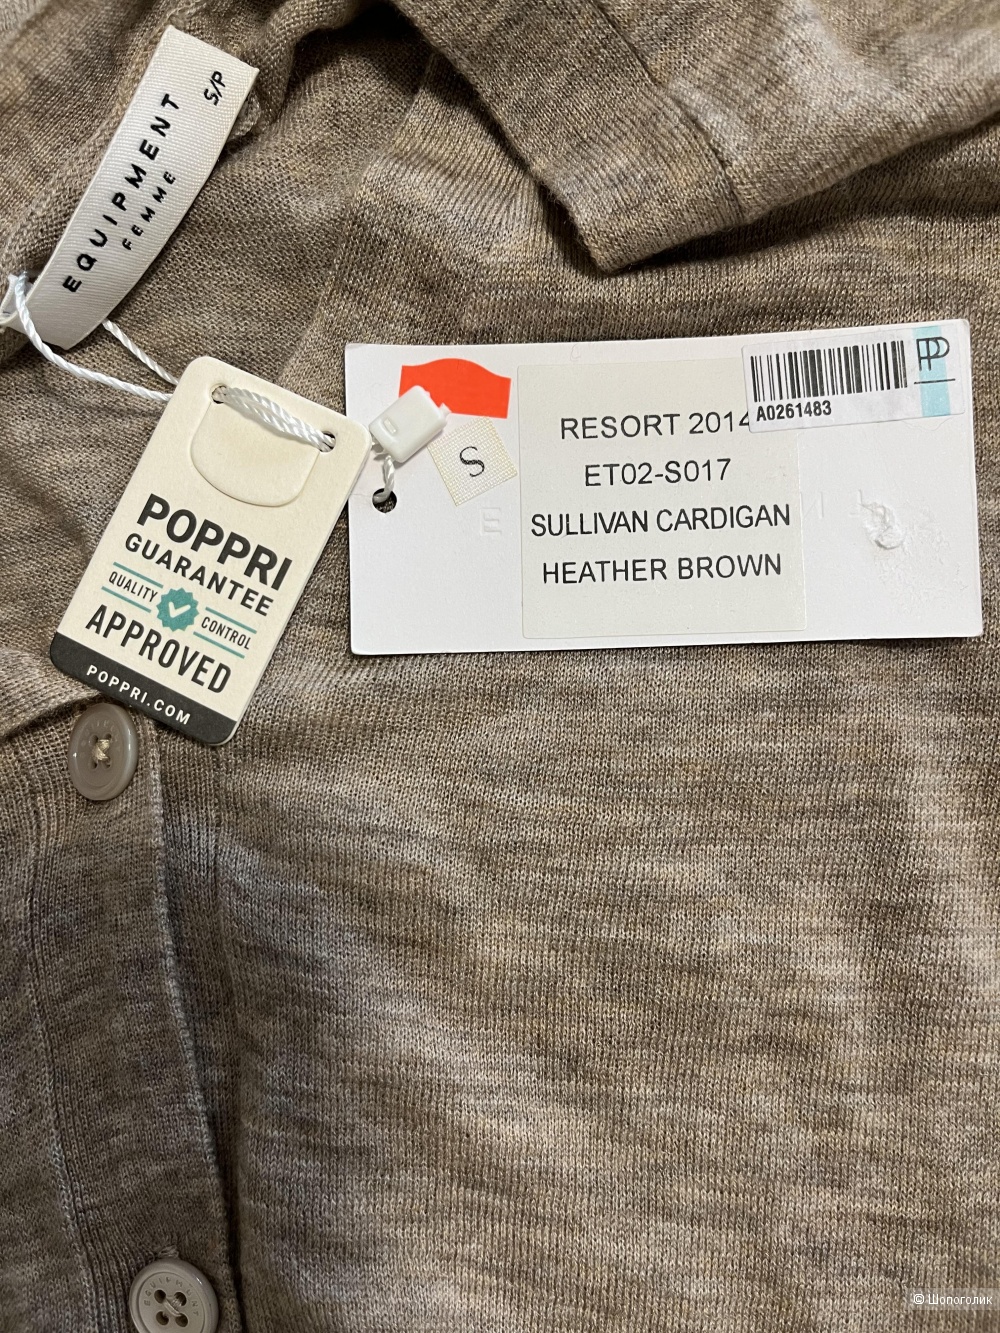 EQUIPMENT
FEMME
S/P
POPPRI
GUARANTEE
QUALITY
CONTROL
APPROVED
POPPRI.COM
S
RESORT 2014
ET02-S017
SULLIVAN CARDIGAN
HEATHER BROWN
A0261483
PP
EQUIPMENT
© Шопоголик